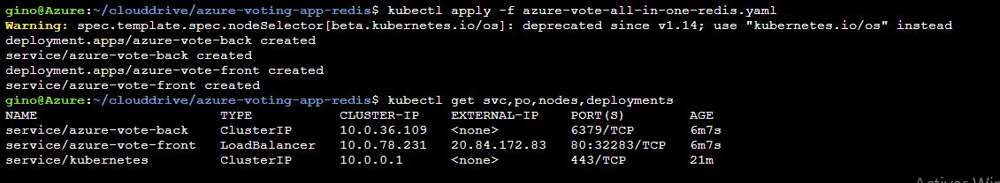 gino@Azure:~/clouddrive/azure-voting-app-redis$ kubectl apply -f azure-vote-all-in-one-redis.yaml
Warning: spec.template.spec.nodeSelector[beta.kubernetes.io/os]: deprecated since v1.14; use "kubernetes.io/os" instead
deployment.apps/azure-vote-back created
service/azure-vote-back created
deployment.apps/azure-vote-front created
service/azure-vote-front created
gino@Azure:~/clouddrive/azure-voting-app-redis$ kubectl get svc,po,nodes,deployments
NAME TYPE CLUSTER-IP EXTERNAL-IP PORT(S) AGE
service/azure-vote-back ClusterIP 10.0.36.109 <none> 6379/TCP 6m7s
service/azure-vote-front LoadBalancer 10.0.78.231 20.84.172.83 80:32283/TCP 6m7s
service/kubernetes ClusterIP 10.0.0.1 <none> 443/TCP 21m
Activer